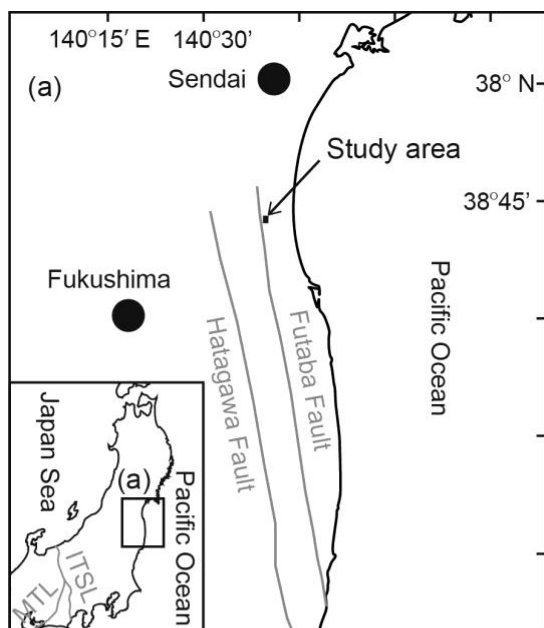 140°15′ E 140°30′
(a)
Sendai
38° N
Study area
38°45’
Fukushima
Pacific Ocean
Hatagawa Fault
Futaba Fault
Japan Sea
(a)
Pacific Ocean
MTL
ITSL